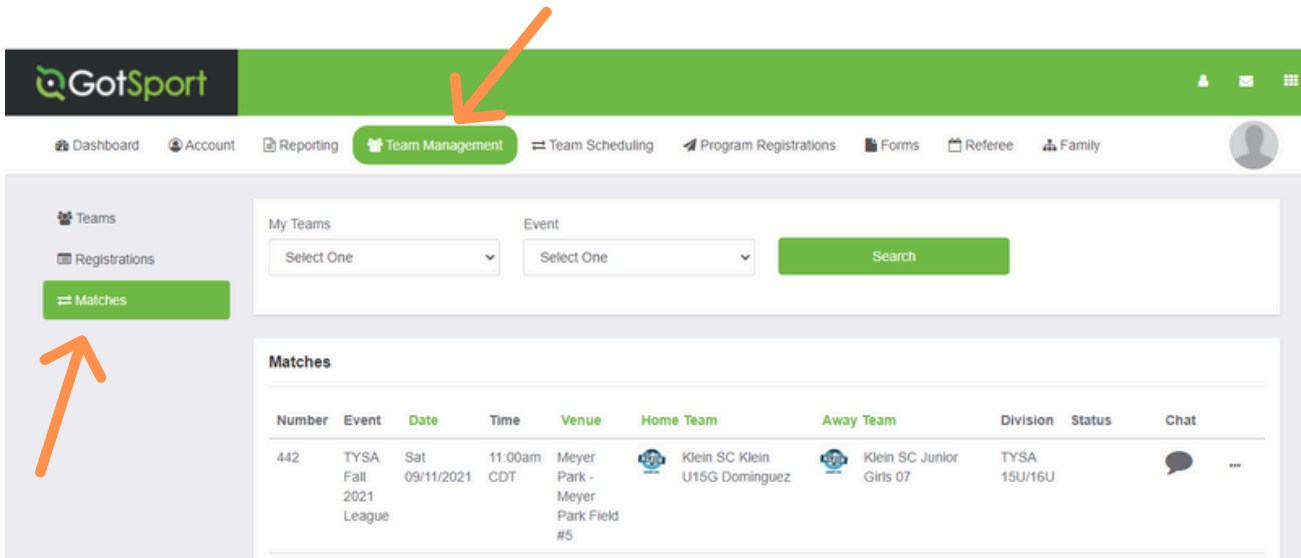 GotSport
Dashboard Account Reporting Team Management Team Scheduling Program Registrations Forms Referee Family
Teams
Registrations
Matches
My Teams Event
Select One Select One Search
Matches
Number Event Date Time Venue Home Team Away Team Division Status Chat
442 TYSA Sat 11:00am Meyer Klein SC Klein Klein SC Junior TYSA ...
Fall 09/11/2021 CDT Park - U15G Dominguez Girls 07 15U/16U
2021 Meyer
League Park Field
#5